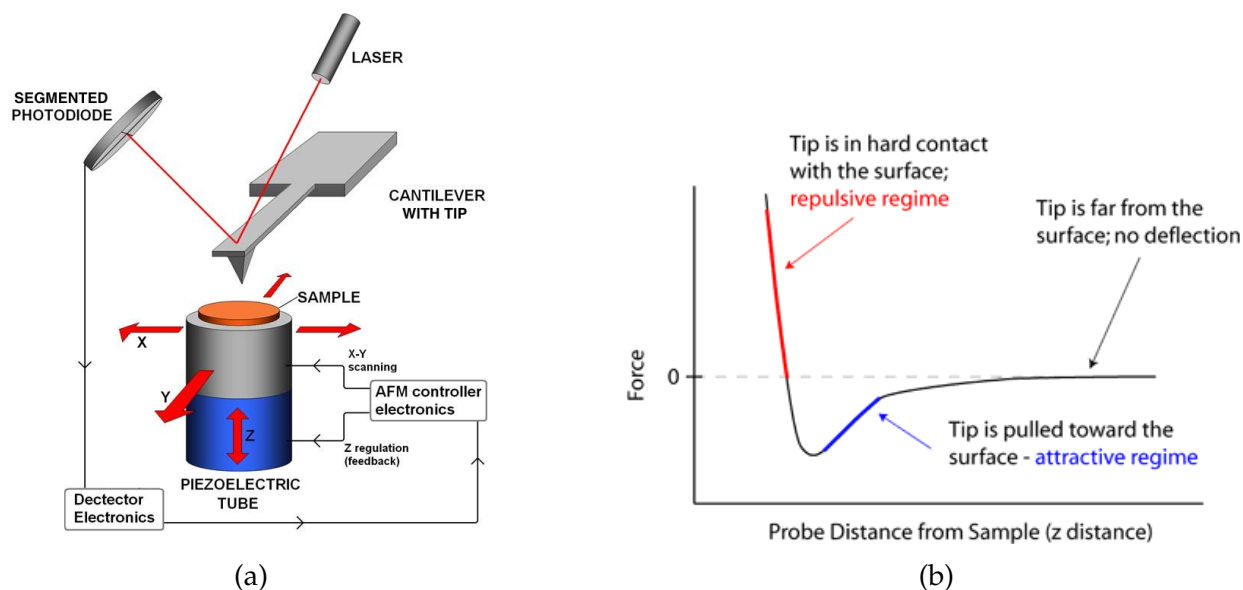 LASER
SEGMENTED
PHOTODIODE
CANTILEVER
WITH TIP
SAMPLE
X
X-Y
scanning
Y
AFM controller
electronics
Z
Z regulation
(feedback)
PIEZOELECTRIC
TUBE
Dectector
Electronics
(a)
Tip is in hard contact
with the surface;
repulsive regime
Tip is far from the
surface; no deflection
Force
0
Tip is pulled toward the
surface - attractive regime
Probe Distance from Sample (z distance)
(b)